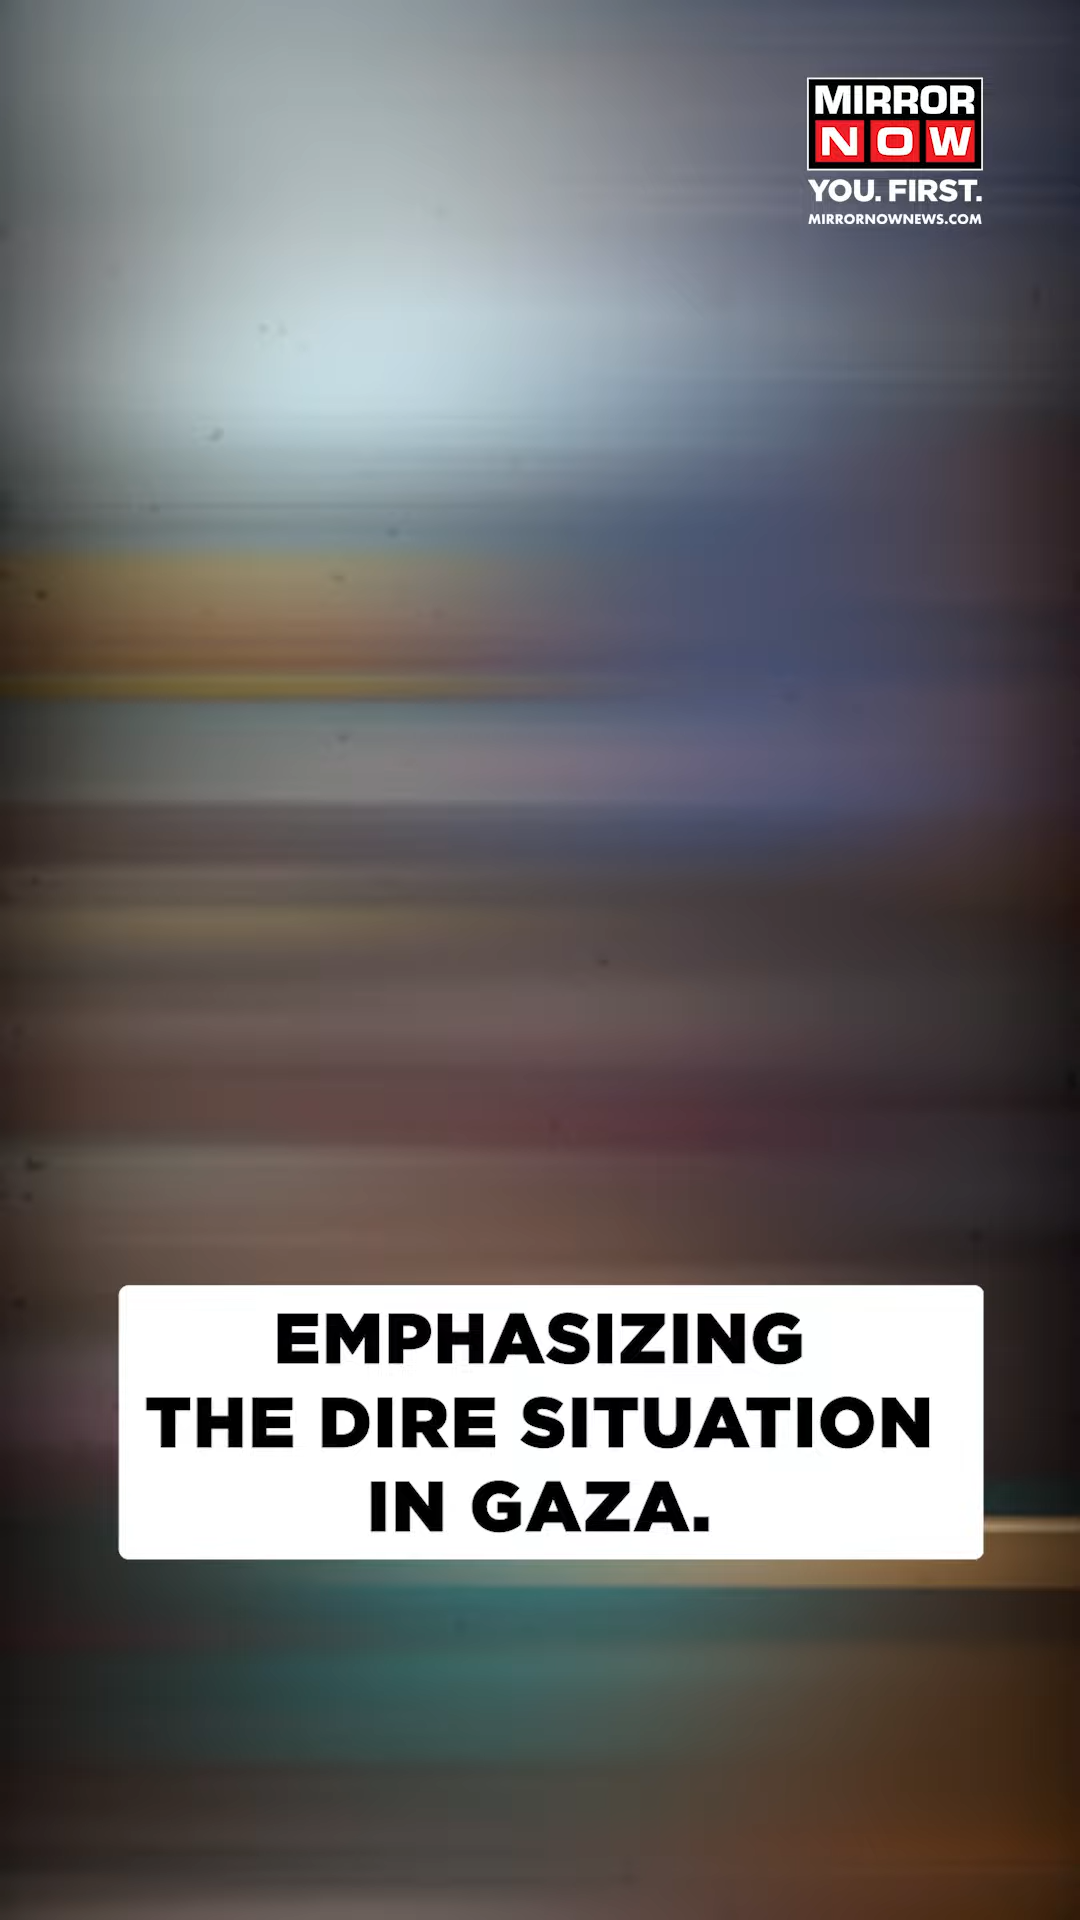 MIRROR
NOW
YOU. FIRST.
MIRRORNOWNEWS.COM
EMPHASIZING
THE DIRE SITUATION
IN GAZA.